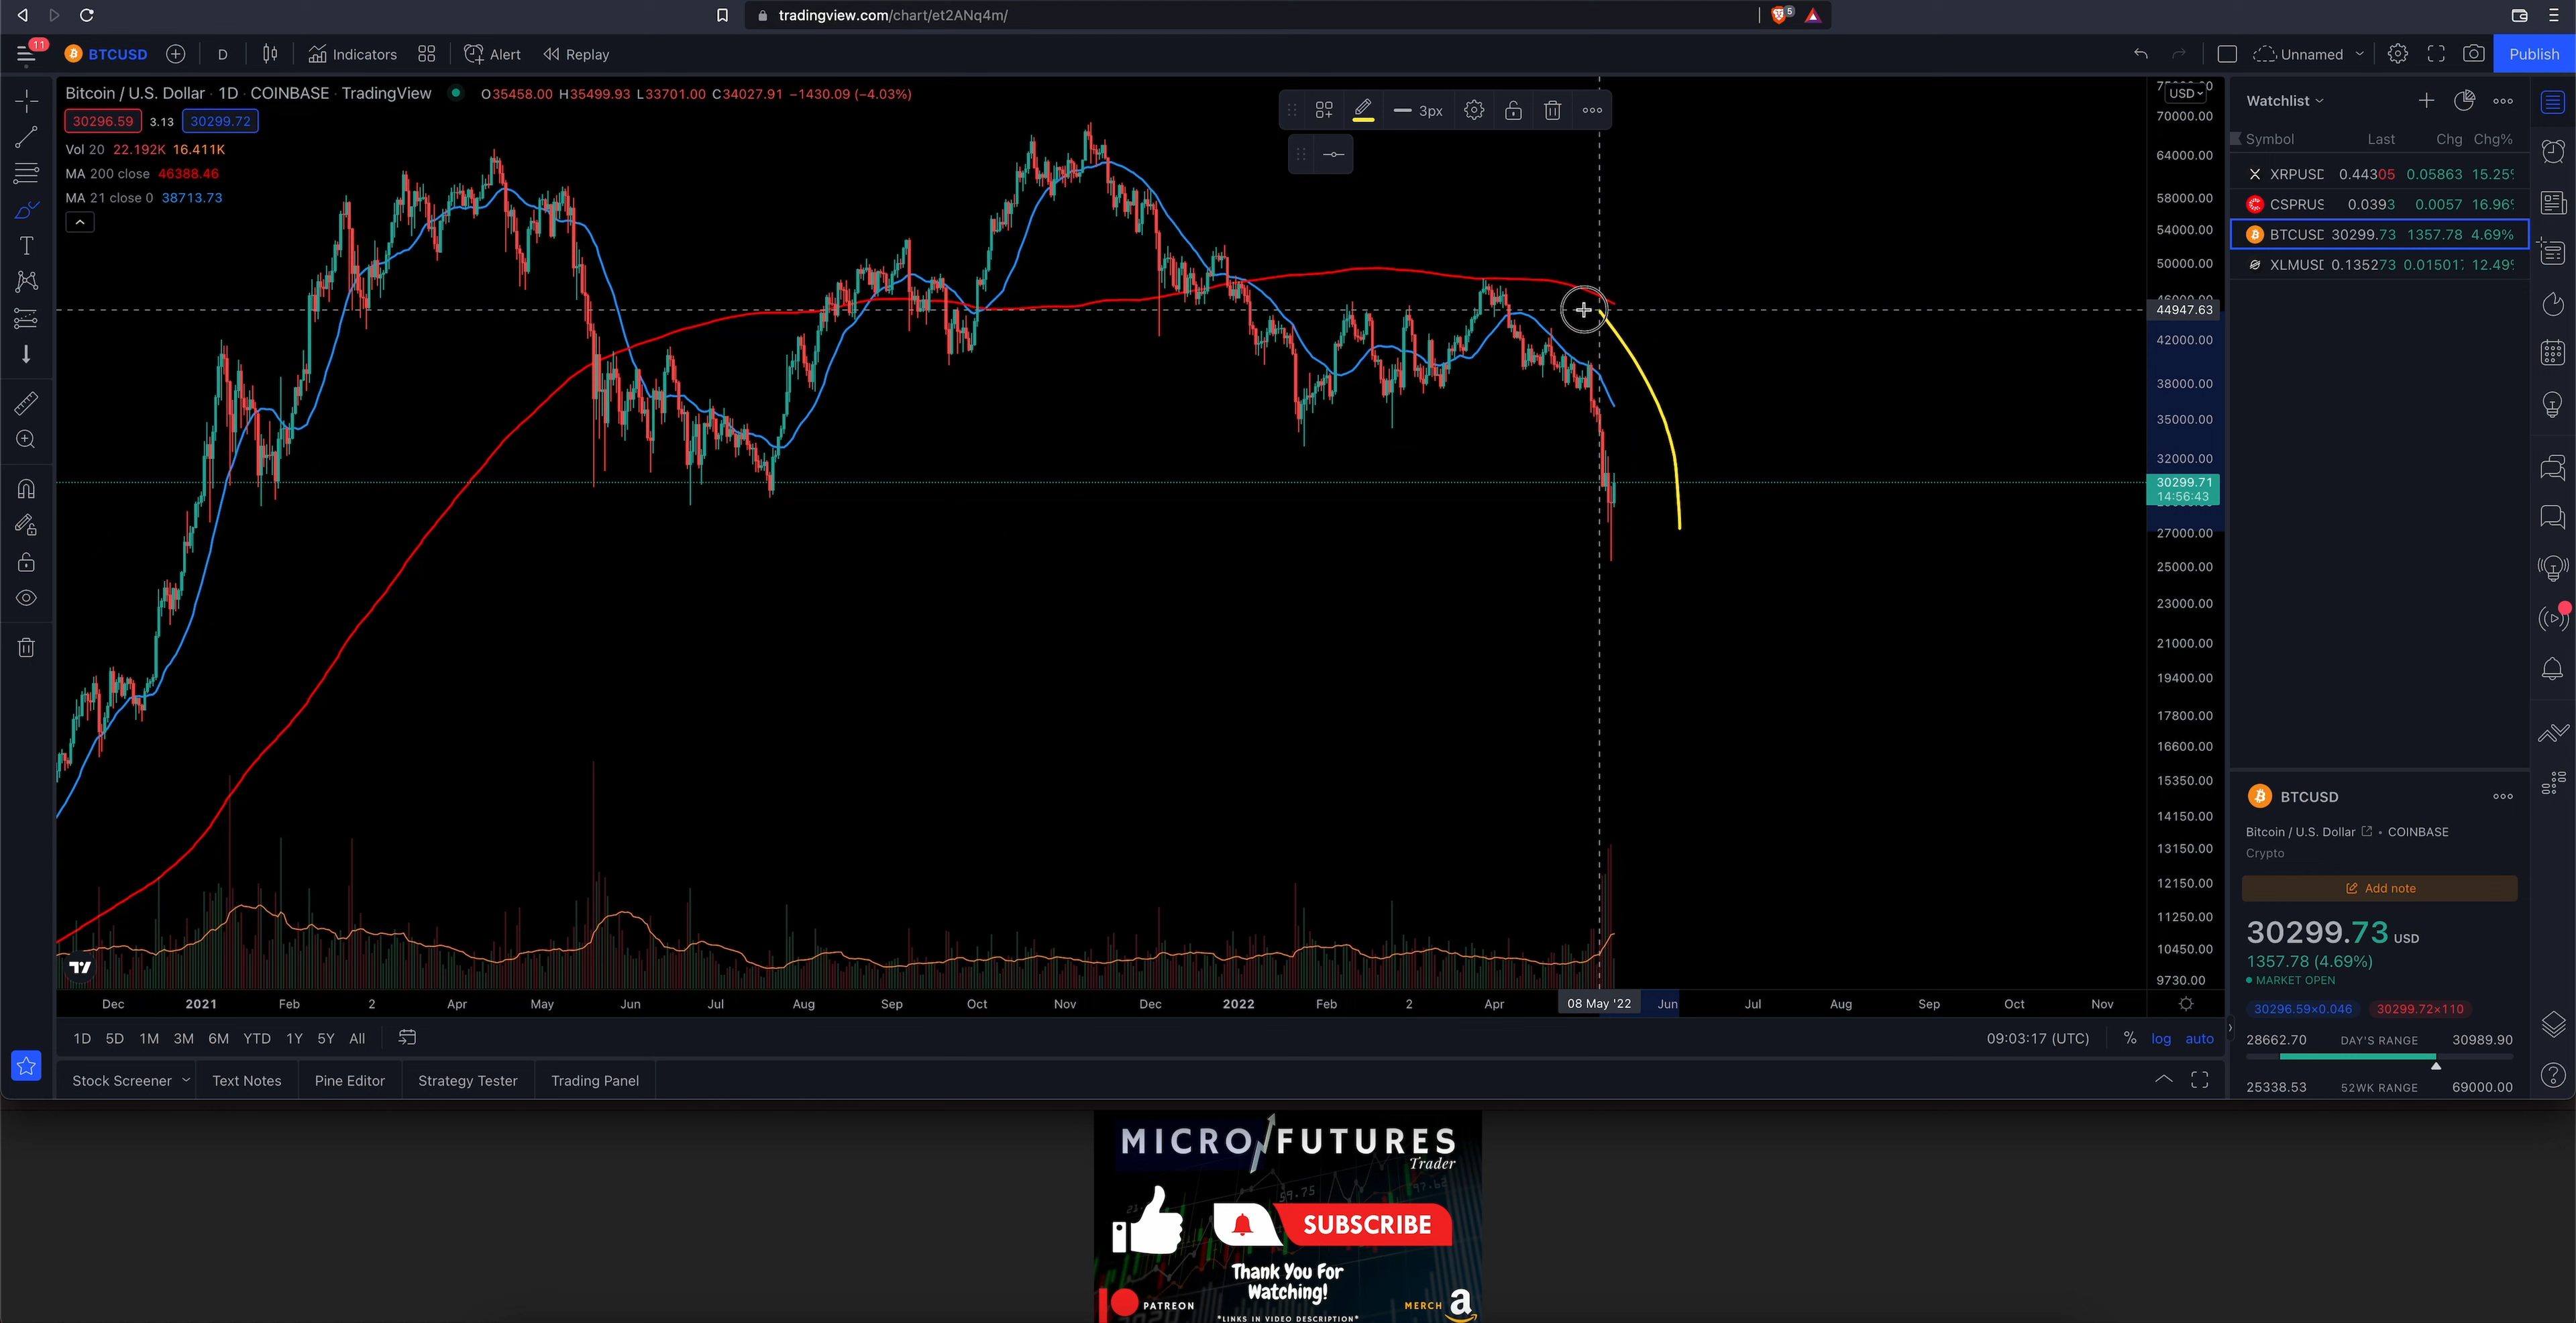 tradingview.com/chart/et2ANq4m/
5
11
BTCUSD
D
Indicators
Alert
Replay
Unnamed
Publish
Bitcoin / U.S. Dollar · 1D · COINBASE · TradingView
O35458.00 H35499.93 L33701.00 C34027.91 −1430.09 (−4.03%)
30296.59 3.13 30299.72
Vol 20 22.192K 16.411K
MA 200 close 46388.46
MA 21 close 0 38713.73
3px
USD
70000.00
64000.00
58000.00
54000.00
50000.00
44947.63
42000.00
38000.00
35000.00
32000.00
30299.71
14:56:43
27000.00
25000.00
23000.00
21000.00
19400.00
17800.00
16600.00
15350.00
14150.00
13150.00
12150.00
11250.00
10450.00
9730.00
Dec 2021 Feb 2 Apr May Jun Jul Aug Sep Oct Nov Dec 2022 Feb 2 Apr 08 May '22 Jun Jul Aug Sep Oct Nov
1D 5D 1M 3M 6M YTD 1Y 5Y All
09:03:17 (UTC) % log auto
Stock Screener Text Notes Pine Editor Strategy Tester Trading Panel
Watchlist
Symbol Last Chg Chg%
XRPUSD 0.44305 0.05863 15.25%
CSPRUS 0.0393 0.0057 16.96%
BTCUSD 30299.73 1357.78 4.69%
XLMUSD 0.135273 0.01501 12.49%
BTCUSD
Bitcoin / U.S. Dollar • COINBASE
Crypto
Add note
30299.73 USD
1357.78 (4.69%)
MARKET OPEN
30296.59×0.046 30299.72×110
28662.70 DAY'S RANGE 30989.90
25338.53 52WK RANGE 69000.00
MICRO FUTURES
Trader
59.75
97.62
SUBSCRIBE
Thank You For
Watching!
PATREON
MERCH a
*LINKS IN VIDEO DESCRIPTION*